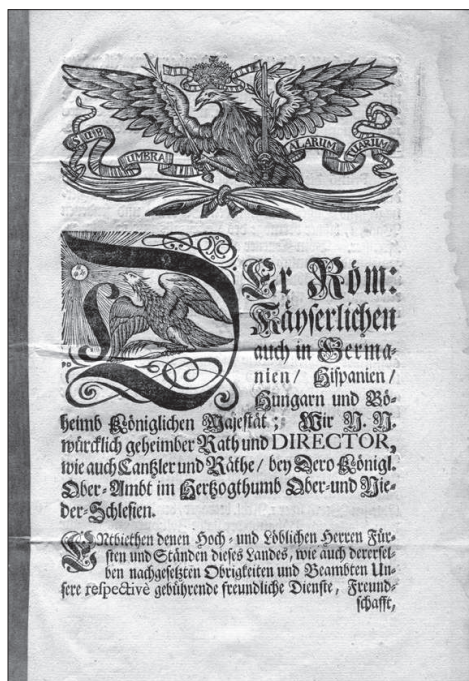 SUB UMBRA ALARUM TUARUM
DEr Röm:
Käyserlichen
auch in Germa-
nien/ Hispanien/
Hungarn und Bö-
heimb Königlichen Majestät; Wir N. N.
würcklich geheimber Rath und DIRECTOR,
wie auch Cantzler und Räthe/ bey Dero Königl.
Ober-Ambt im Hertzogthumb Ober-und Nie-
der-Schlesien.
ENtbiethen denen Hoch- und Löblichen Herren Für-
sten und Ständen dieses Landes, wie auch derersel-
ben nachgesetzten Obrigkeiten und Beambten Un-
sere respectivè gebührende freundliche Dienste, Freund-
schafft,